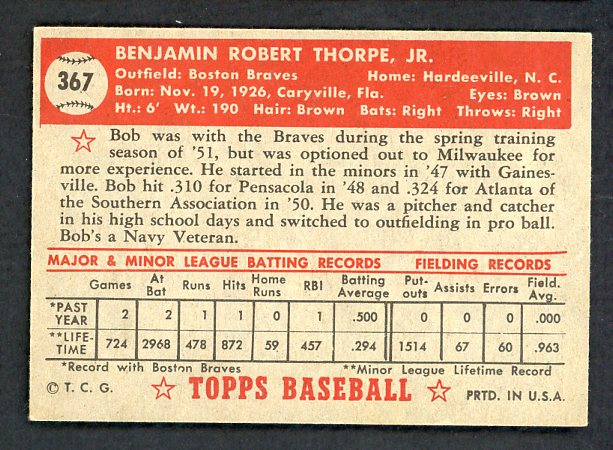 367
BENJAMIN ROBERT THORPE, JR.
Outfield: Boston Braves Home: Hardeeville, N. C.
Born: Nov. 19, 1926, Caryville, Fla. Eyes: Brown
Ht.: 6' Wt.: 190 Hair: Brown Bats: Right Throws: Right
☆ Bob was with the Braves during the spring training
season of '51, but was optioned out to Milwaukee for
more experience. He started in the minors in '47 with Gaines-
ville. Bob hit .310 for Pensacola in '48 and .324 for Atlanta of
the Southern Association in '50. He was a pitcher and catcher
in his high school days and switched to outfielding in pro ball.
Bob's a Navy Veteran.
MAJOR & MINOR LEAGUE BATTING RECORDS FIELDING RECORDS
Games At Bat Runs Hits Home Runs RBI Batting Average Put-outs Assists Errors Field. Avg.
*PAST YEAR 2 2 1 1 0 1 .500 0 0 0 .000
**LIFE-TIME 724 2968 478 872 59 457 .294 1514 67 60 .963
*Record with Boston Braves **Minor League Lifetime Record
© T. C. G. ☆ TOPPS BASEBALL ☆ PRTD. IN U.S.A.